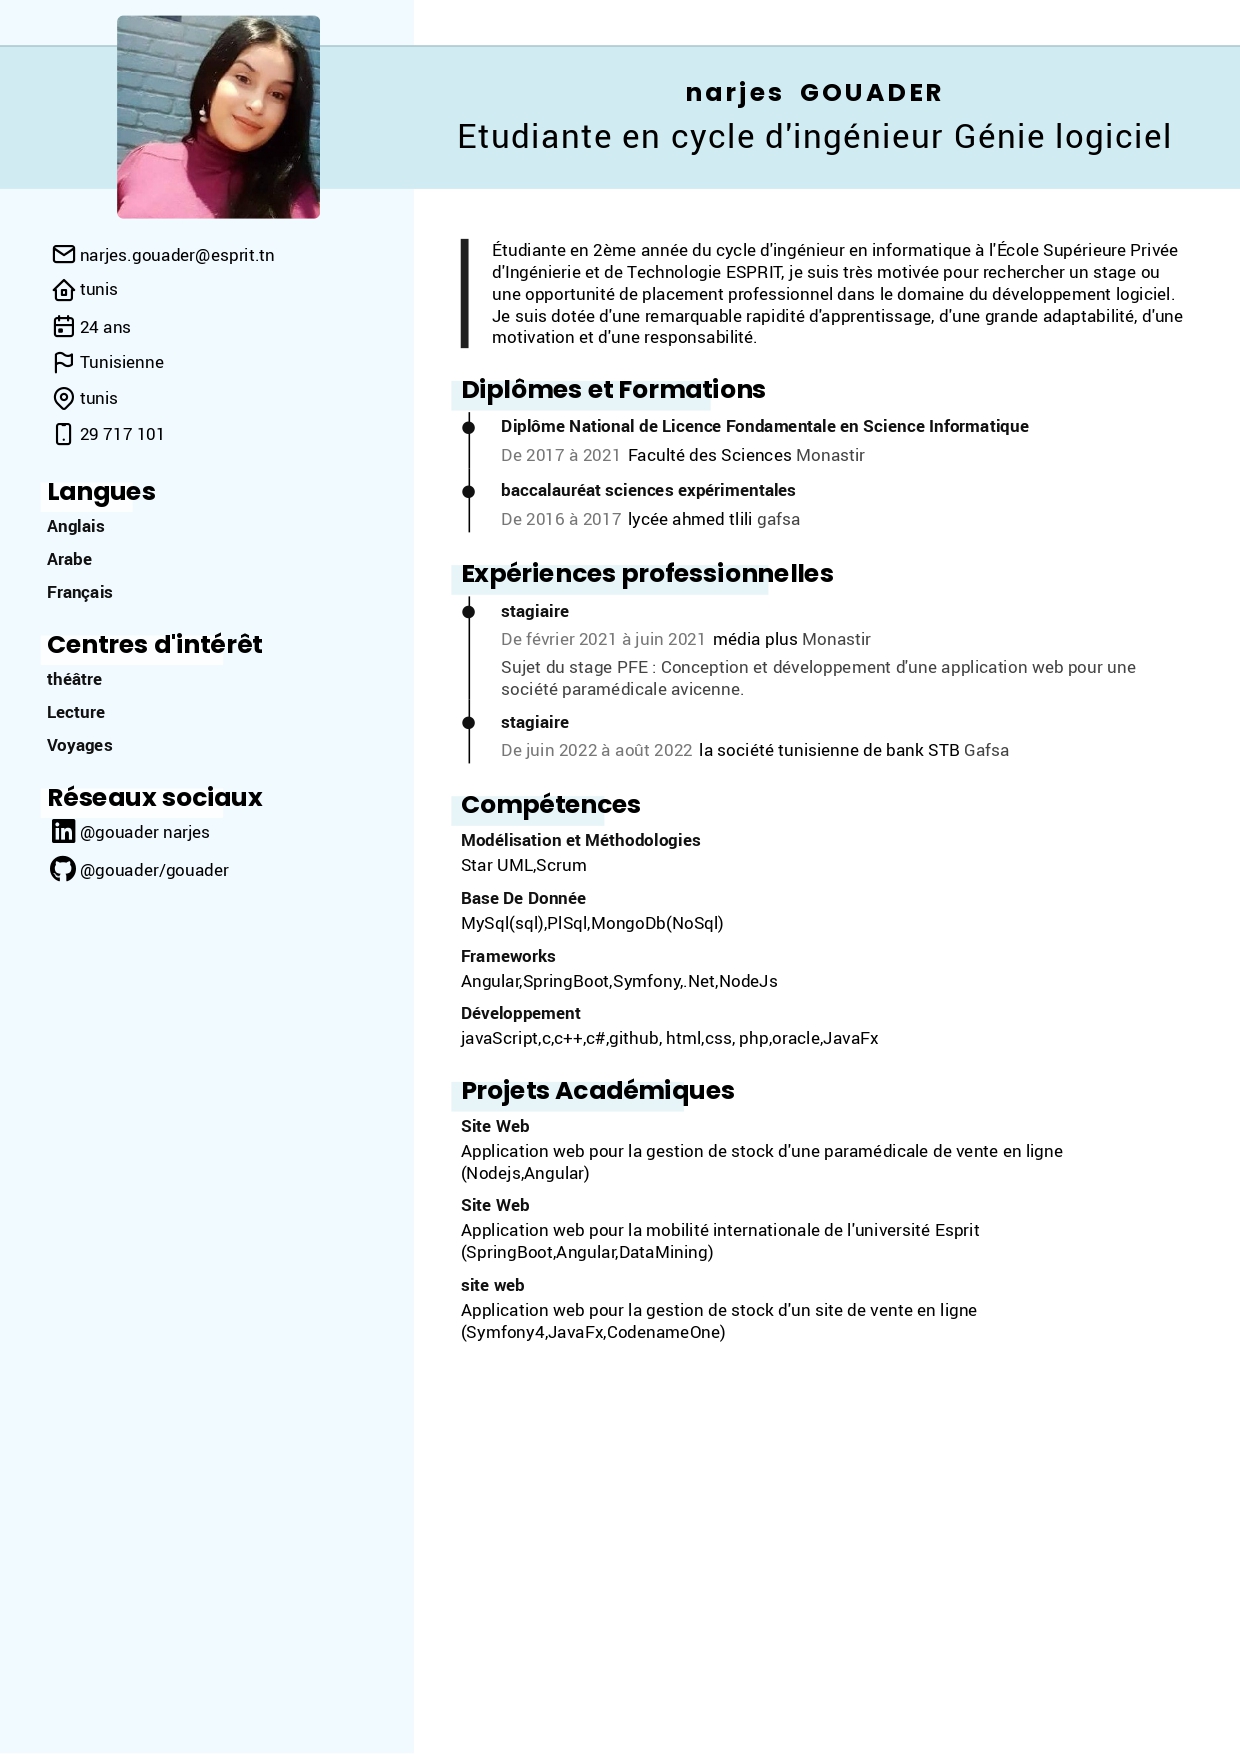 narjes GOUADER
Etudiante en cycle d'ingénieur Génie logiciel
narjes.gouader@esprit.tn
tunis
24 ans
Tunisienne
tunis
29 717 101
Langues
Anglais
Arabe
Français
Centres d'intérêt
théâtre
Lecture
Voyages
Réseaux sociaux
@gouader narjes
@gouader/gouader
Étudiante en 2ème année du cycle d'ingénieur en informatique à l'École Supérieure Privée
d'Ingénierie et de Technologie ESPRIT, je suis très motivée pour rechercher un stage ou
une opportunité de placement professionnel dans le domaine du développement logiciel.
Je suis dotée d'une remarquable rapidité d'apprentissage, d'une grande adaptabilité, d'une
motivation et d'une responsabilité.
Diplômes et Formations
Diplôme National de Licence Fondamentale en Science Informatique
De 2017 à 2021 Faculté des Sciences Monastir
baccalauréat sciences expérimentales
De 2016 à 2017 lycée ahmed tlili gafsa
Expériences professionnelles
stagiaire
De février 2021 à juin 2021 média plus Monastir
Sujet du stage PFE : Conception et développement d'une application web pour une
société paramédicale avicenne.
stagiaire
De juin 2022 à août 2022 la société tunisienne de bank STB Gafsa
Compétences
Modélisation et Méthodologies
Star UML,Scrum
Base De Donnée
MySql(sql),PlSql,MongoDb(NoSql)
Frameworks
Angular,SpringBoot,Symfony,.Net,NodeJs
Développement
javaScript,c,c++,c#,github, html,css, php,oracle,JavaFx
Projets Académiques
Site Web
Application web pour la gestion de stock d'une paramédicale de vente en ligne
(Nodejs,Angular)
Site Web
Application web pour la mobilité internationale de l'université Esprit
(SpringBoot,Angular,DataMining)
site web
Application web pour la gestion de stock d'un site de vente en ligne
(Symfony4,JavaFx,CodenameOne)